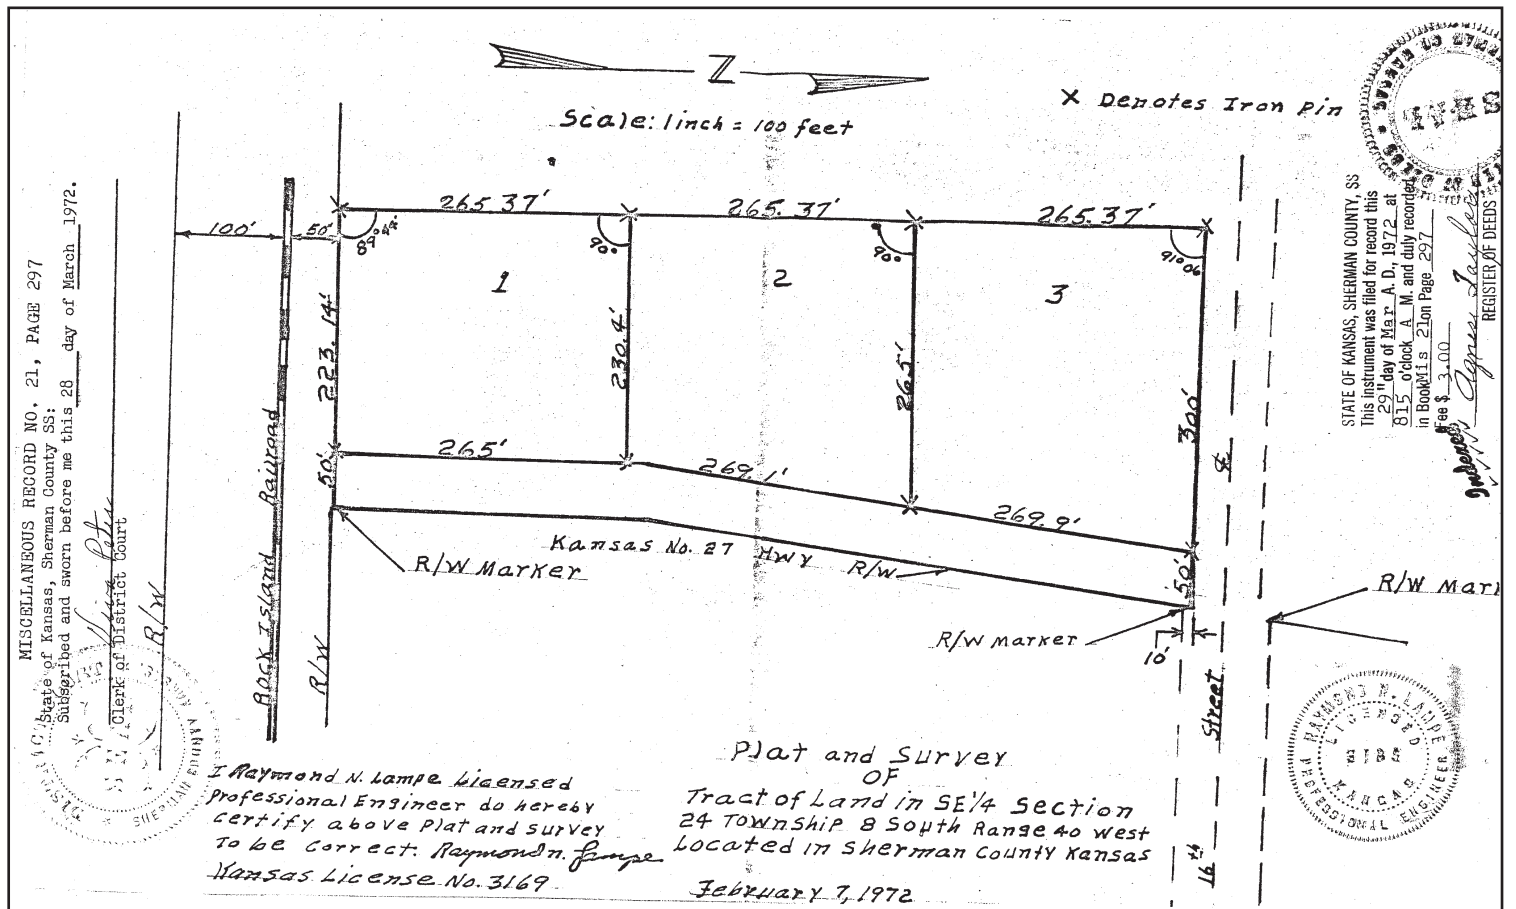 N
Scale: 1inch = 100 feet
X Denotes Iron pin
265.37'
265.37'
265.37'
100'
50'
89°44'
90°
90°
91°06
1
2
3
223.14'
230.4'
265'
300'
265'
269.1'
269.9'
50'
50'
Kansas No. 27 HWY
R/W
R/W Marker
R/W Marker
R/W Mark
10'
R/W
R/W
Rock Island Railroad
16th Street
Plat and Survey
OF
Tract of Land in SE 1/4 Section
24 Township 8 South Range 40 West
Located in Sherman County Kansas
February 7, 1972
I Raymond N. Lampe Licensed
Professional Engineer do hereby
certify above Plat and survey
To be correct. Raymond N. Lampe
Kansas License No. 3169
MISCELLANEOUS RECORD NO. 21, PAGE 297
State of Kansas, Sherman County SS:
Subscribed and sworn before me this 28 day of March 1972.
Clerk of District Court
STATE OF KANSAS, SHERMAN COUNTY, SS
This instrument was filed for record this
29" day of Mar A.D., 1972 at
815 o'clock A M. and duly recorded
in Book Mis 21 on Page 297
Fee $ 3.00
Agnes Taylor
REGISTER OF DEEDS
Indexed
RAYMOND N. LAMPE
LICENSED
KANSAS
PROFESSIONAL ENGINEER